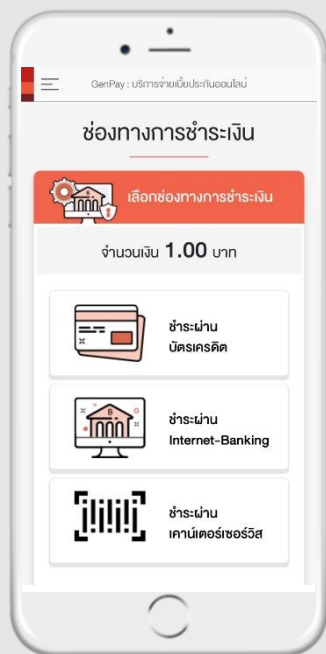 GenPay : บริการจ่ายเบี้ยประกันออนไลน์
ช่องทางการชำระเงิน
เลือกช่องทางการชำระเงิน
จำนวนเงิน 1.00 บาท
ชำระผ่าน
บัตรเครดิต
ชำระผ่าน
Internet-Banking
ชำระผ่าน
เคาน์เตอร์เซอร์วิส